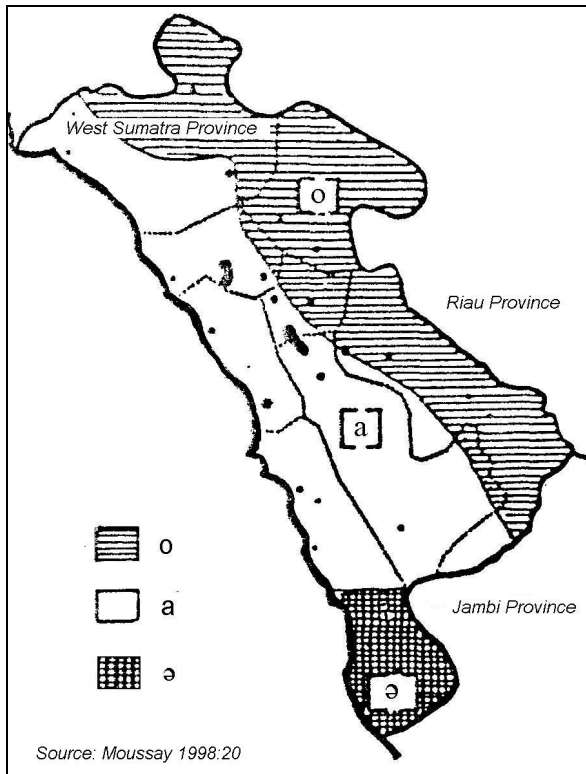 West Sumatra Province
[o]
Riau Province
[a]
o
a
Jambi Province
ə
[ə]
Source: Moussay 1998:20